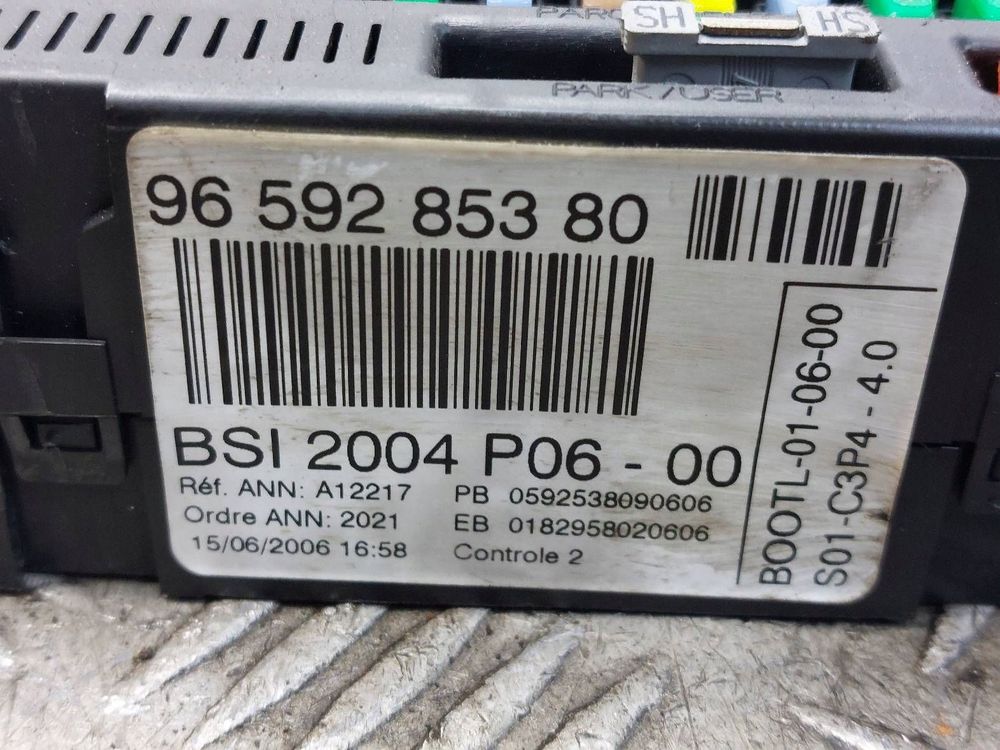 SH HS
PARK/USER
96 592 853 80
BSI 2004 P06 - 00
Réf. ANN: A12217 PB 0592538090606
Ordre ANN: 2021 EB 0182958020606
15/06/2006 16:58 Controle 2
BOOTL-01-06-00
S01-C3P4 - 4.0